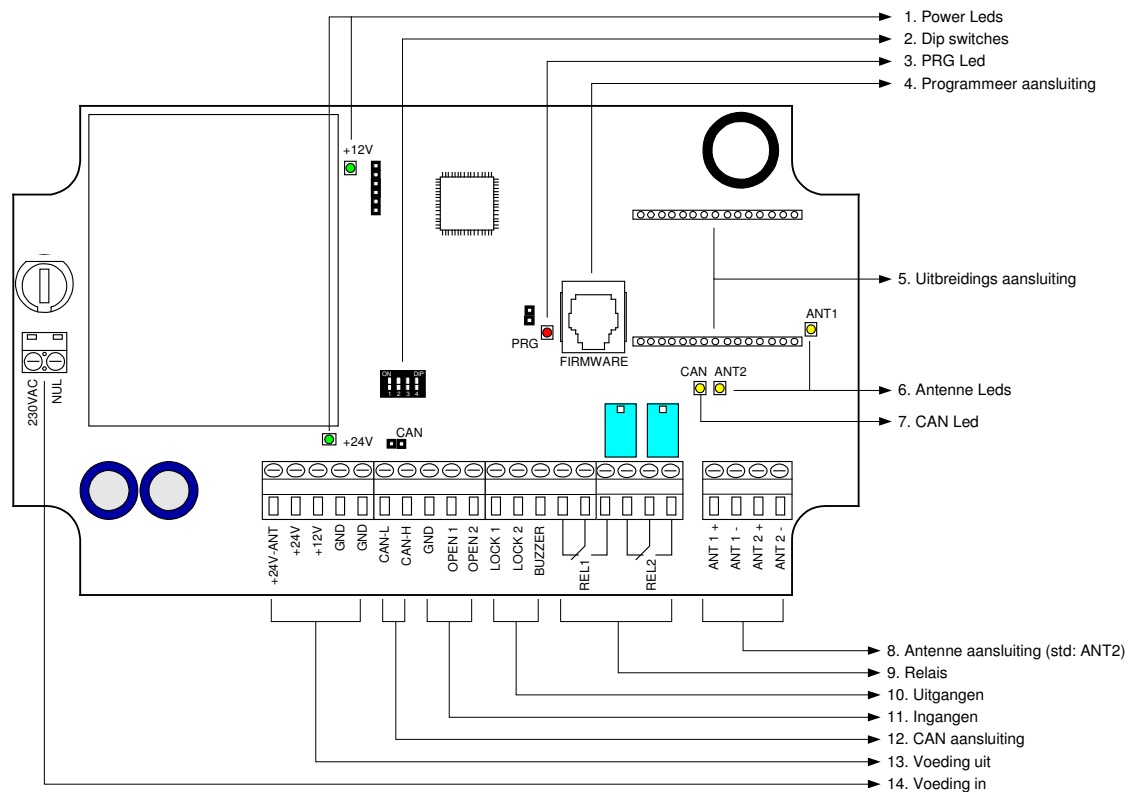 1. Power Leds
2. Dip switches
3. PRG Led
4. Programmeer aansluiting
+12V
5. Uitbreidings aansluiting
ANT1
PRG
FIRMWARE
CAN ANT2
6. Antenne Leds
7. CAN Led
230VAC
NUL
ON DIP
1 2 3 4
CAN
+24V
+24V-ANT
+24V
+12V
GND
GND
CAN-L
CAN-H
GND
OPEN 1
OPEN 2
LOCK 1
LOCK 2
BUZZER
REL1
REL2
ANT 1 +
ANT 1 -
ANT 2 +
ANT 2 -
8. Antenne aansluiting (std: ANT2)
9. Relais
10. Uitgangen
11. Ingangen
12. CAN aansluiting
13. Voeding uit
14. Voeding in